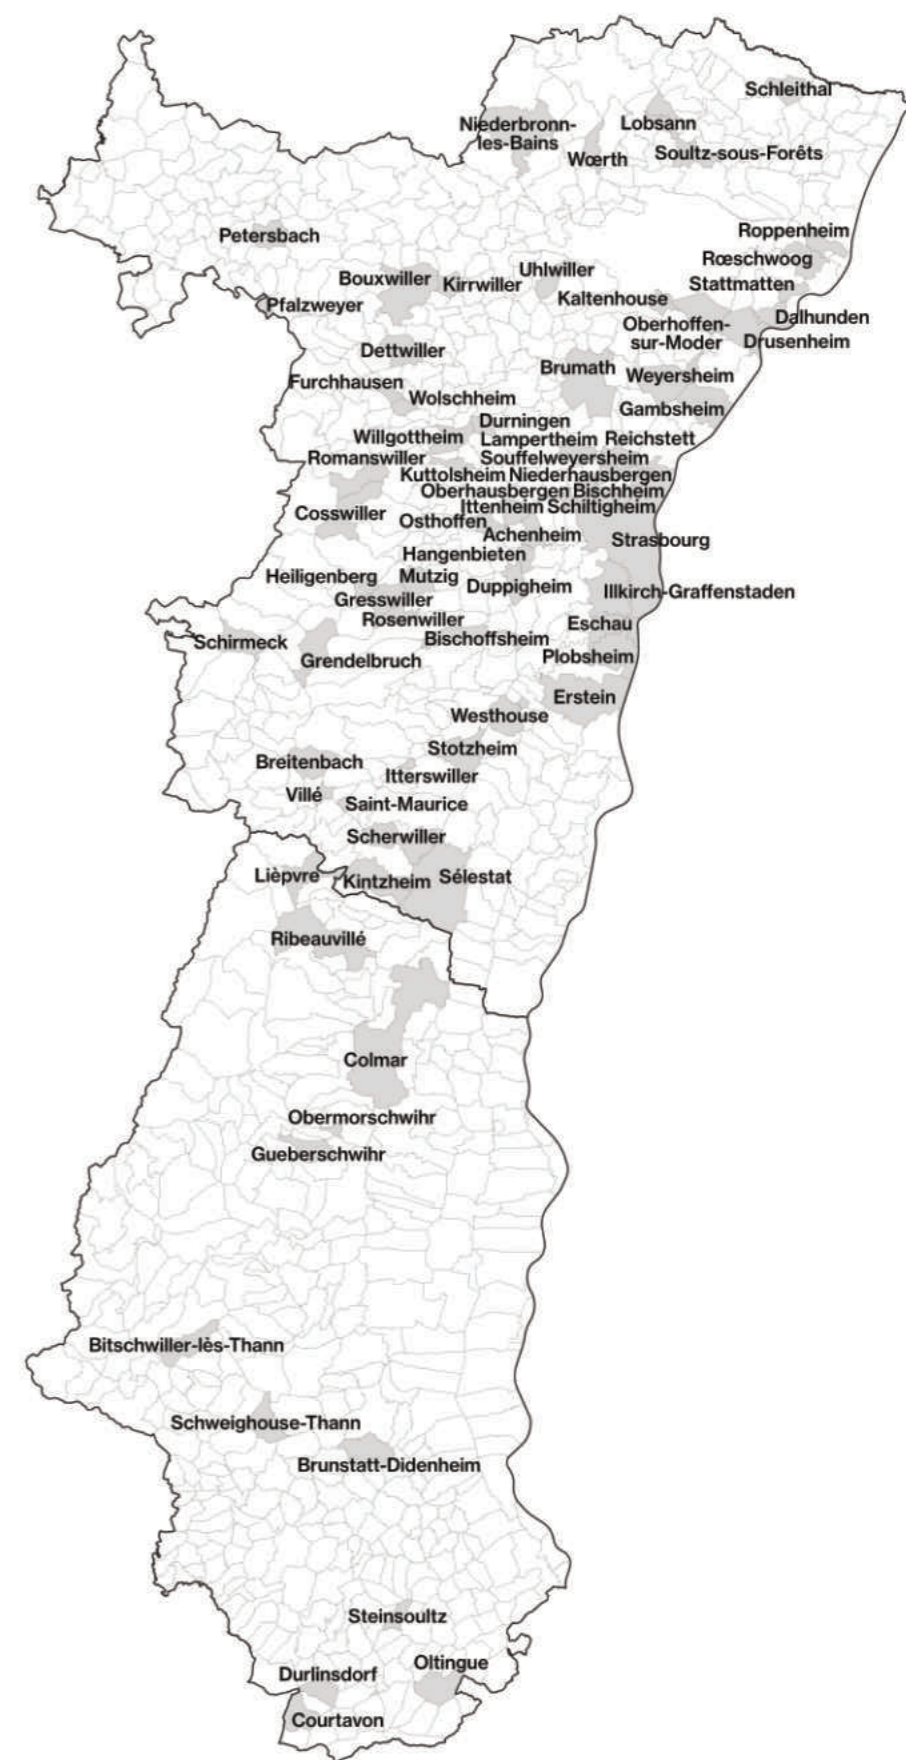 Schleithal
Niederbronn-
les-Bains
Lobsann
Wœrth
Soultz-sous-Forêts
Petersbach
Roppenheim
Rœschwoog
Bouxwiller
Kirrwiller
Uhlwiller
Stattmatten
Pfalzweyer
Kaltenhouse
Dalhunden
Oberhoffen-
sur-Moder
Drusenheim
Dettwiller
Brumath
Weyersheim
Furchhausen
Wolschheim
Gambsheim
Durningen
Willgottheim
Lampertheim
Reichstett
Romanswiller
Souffelweyersheim
Kuttolsheim
Niederhausbergen
Oberhausbergen
Bischheim
Ittenheim
Schiltigheim
Cosswiller
Osthoffen
Achenheim
Strasbourg
Hangenbieten
Heiligenberg
Mutzig
Duppigheim
Illkirch-Graffenstaden
Gresswiller
Rosenwiller
Eschau
Schirmeck
Bischoffsheim
Grendelbruch
Plobsheim
Erstein
Westhouse
Stotzheim
Breitenbach
Itterswiller
Villé
Saint-Maurice
Scherwiller
Lièpvre
Kintzheim
Sélestat
Ribeauvillé
Colmar
Obermorschwihr
Gueberschwihr
Bitschwiller-lès-Thann
Schweighouse-Thann
Brunstatt-Didenheim
Steinsoultz
Oltingue
Durlinsdorf
Courtavon